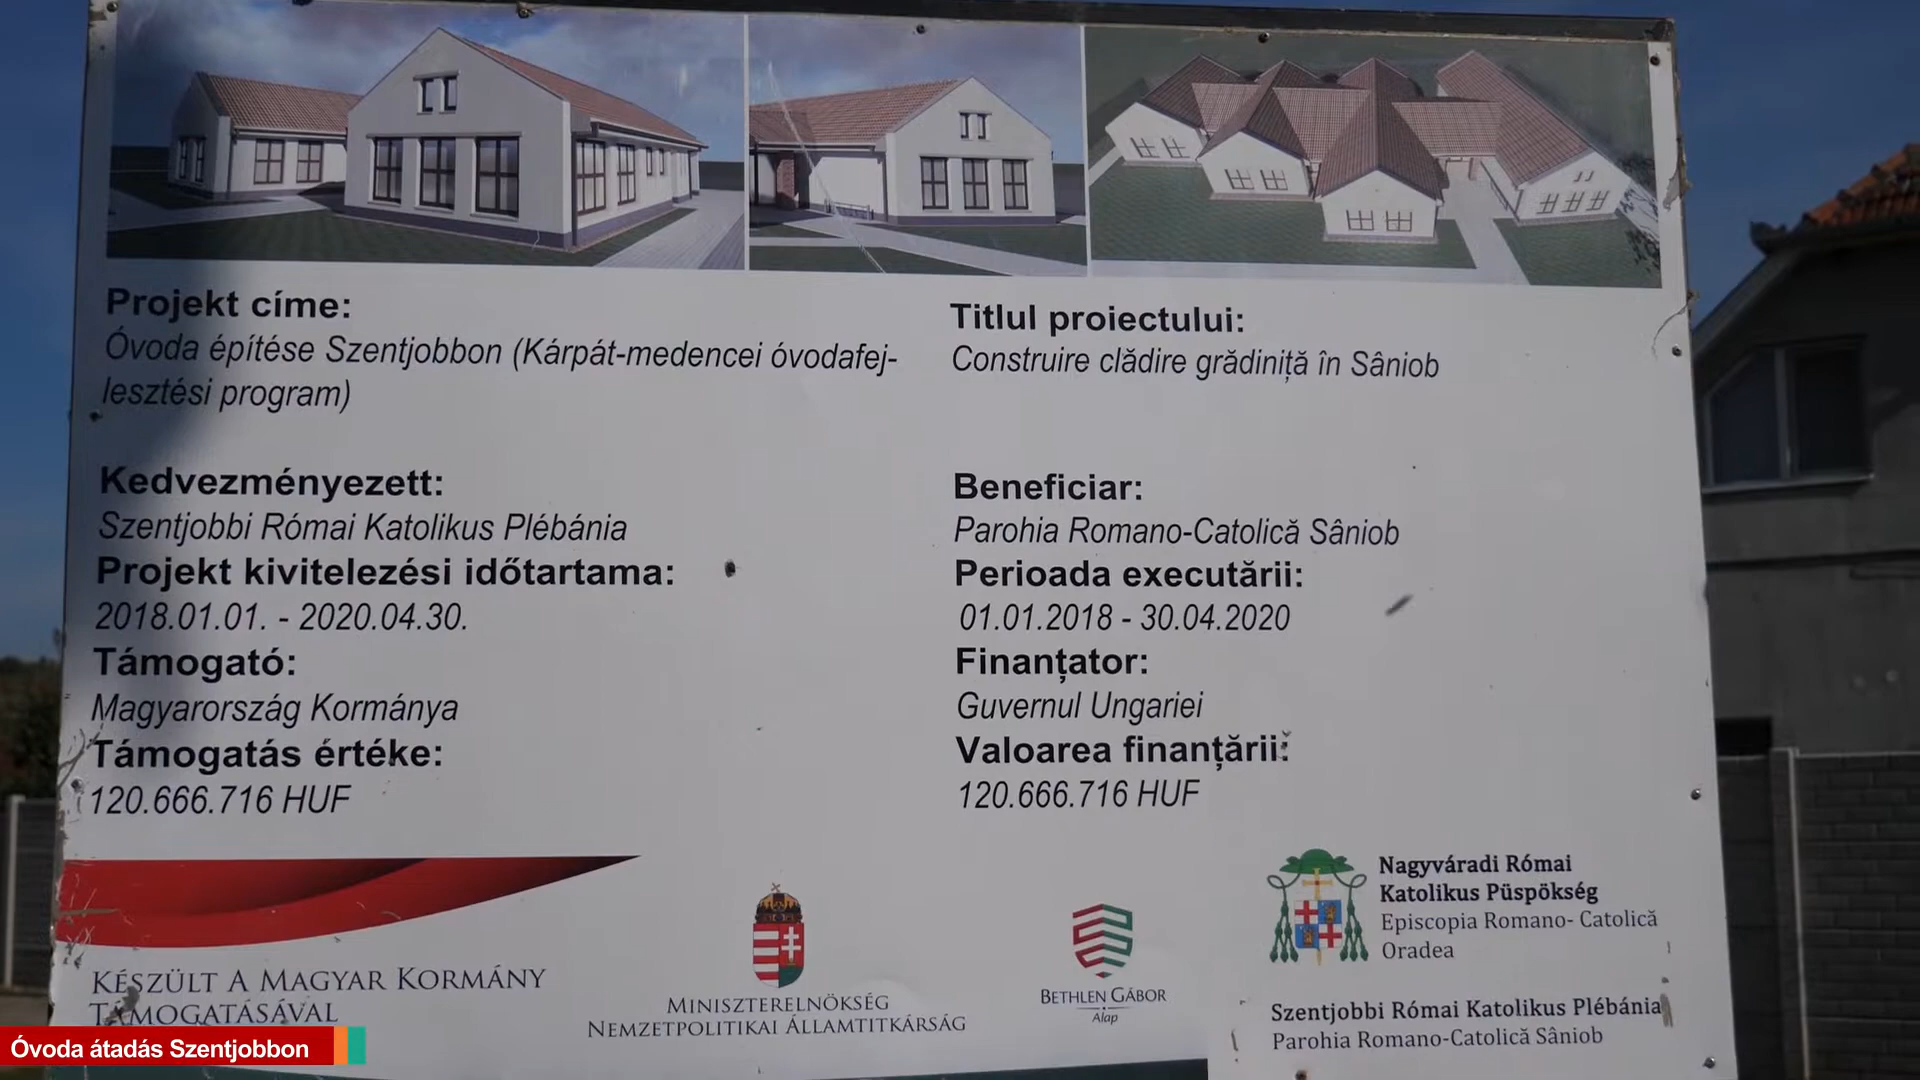 Projekt címe:
Óvoda építése Szentjobbon (Kárpát-medencei óvodafej-
lesztési program)
Kedvezményezett:
Szentjobbi Római Katolikus Plébánia
Projekt kivitelezési időtartama:
2018.01.01. - 2020.04.30.
Támogató:
Magyarország Kormánya
Támogatás értéke:
120.666.716 HUF
Titlul proiectului:
Construire clădire grădiniță în Sâniob
Beneficiar:
Parohia Romano-Catolică Sâniob
Perioada executării:
01.01.2018 - 30.04.2020
Finanțator:
Guvernul Ungariei
Valoarea finanțării:
120.666.716 HUF
KÉSZÜLT A MAGYAR KORMÁNY
TÁMOGATÁSÁVAL
MINISZTERELNÖKSÉG
NEMZETPOLITIKAI ÁLLAMTITKÁRSÁG
BETHLEN GÁBOR
Alap
Nagyváradi Római
Katolikus Püspökség
Episcopia Romano- Catolică
Oradea
Szentjobbi Római Katolikus Plébánia
Parohia Romano-Catolică Sâniob
Óvoda átadás Szentjobbon